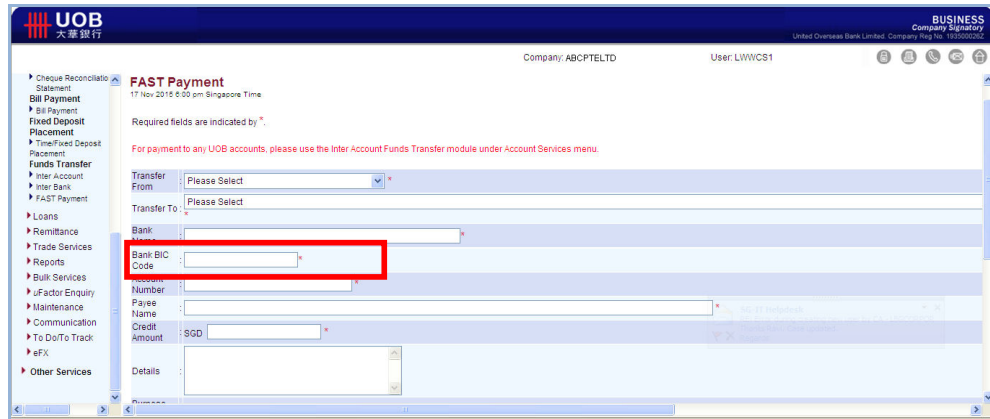 UOB
大華銀行
BUSINESS
Company Signatory
United Overseas Bank Limited. Company Reg No. 193500026Z
Company: ABCPTELTD
User: LWWCS1
Cheque Reconciliatio
Statement
Bill Payment
Bill Payment
Fixed Deposit
Placement
Time/Fixed Deposit
Placement
Funds Transfer
Inter Account
Inter Bank
FAST Payment
Loans
Remittance
Trade Services
Reports
Bulk Services
uFactor Enquiry
Maintenance
Communication
To Do/To Track
eFX
Other Services
FAST Payment
17 Nov 2015 6:00 pm Singapore Time
Required fields are indicated by *.
For payment to any UOB accounts, please use the Inter Account Funds Transfer module under Account Services menu.
Transfer
From : Please Select *
Transfer To : Please Select
*
Bank
Name : *
Bank BIC
Code : *
Account
Number : *
Payee
Name : *
Credit
Amount : SGD *
Details :
Purpose